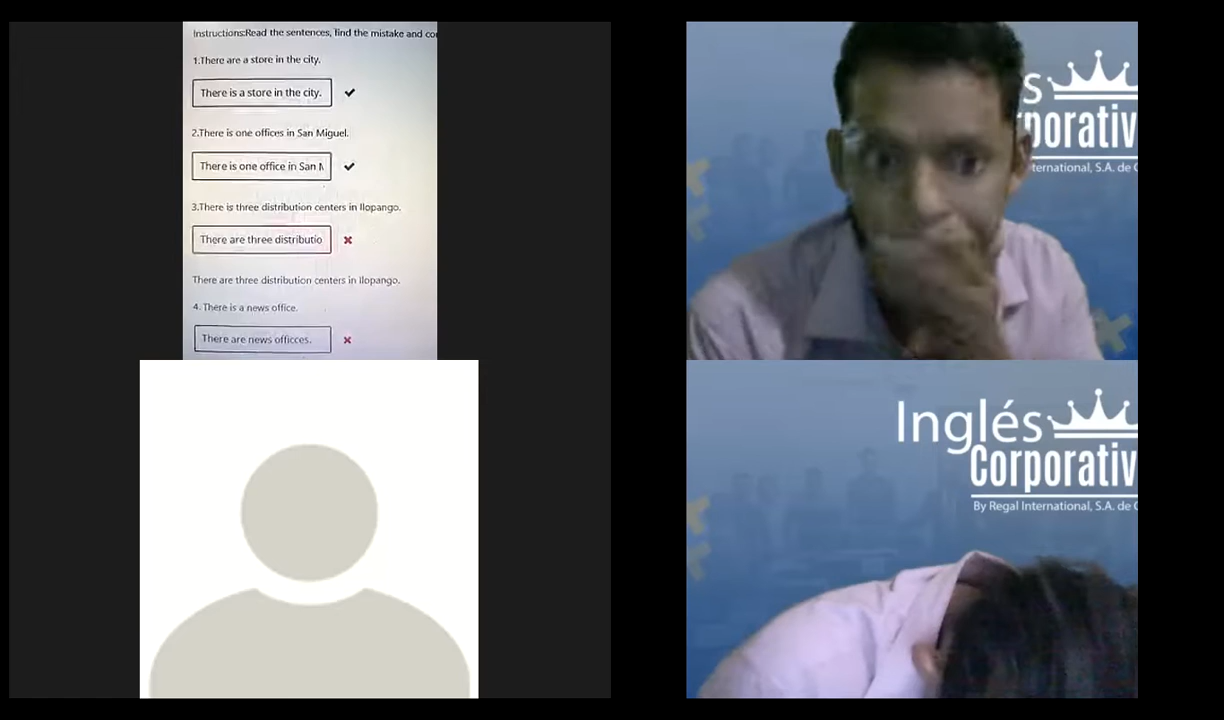 Instructions:Read the sentences, find the mistake and
1.There are a store in the city.
There is a store in the city.
2.There is one offices in San Miguel.
There is one office in San
3.There is three distribution centers in Ilopango.
There are three distributio
There are three distribution centers in Ilopango.
4. There is a news office.
There are news officces.
s
rporativ
ternational, S.A. de C
Inglés
Corporativ
By Regal International, S.A. de C